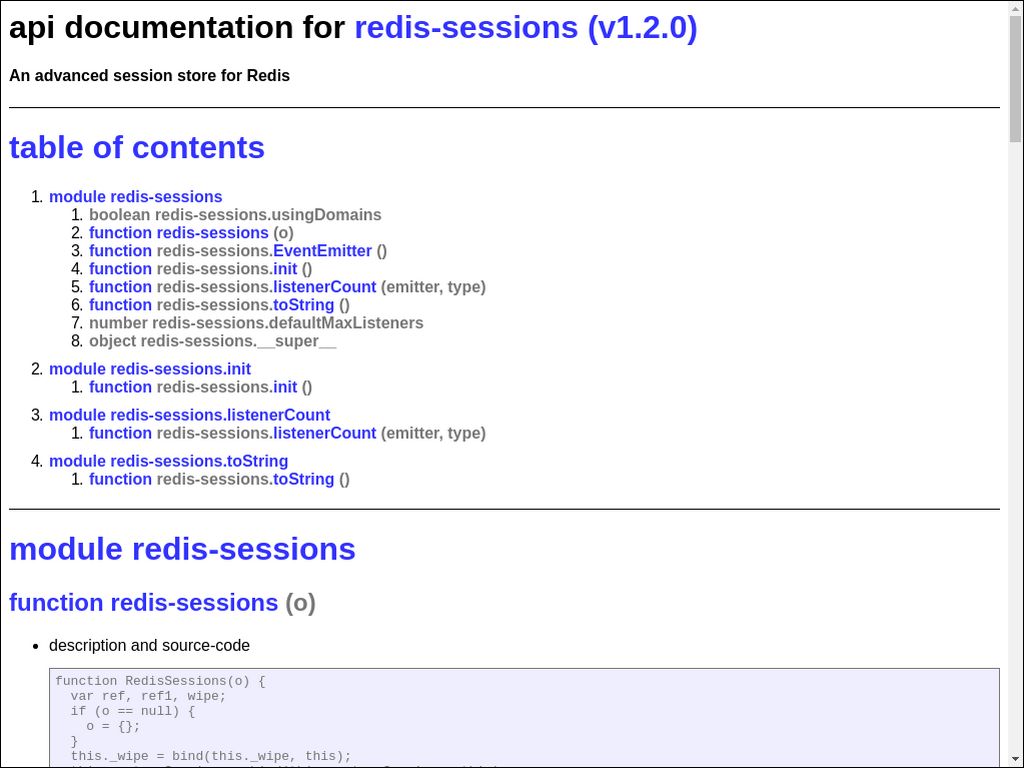 api documentation for redis-sessions (v1.2.0)
An advanced session store for Redis
table of contents
1. module redis-sessions
1. boolean redis-sessions.usingDomains
2. function redis-sessions (o)
3. function redis-sessions.EventEmitter ()
4. function redis-sessions.init ()
5. function redis-sessions.listenerCount (emitter, type)
6. function redis-sessions.toString ()
7. number redis-sessions.defaultMaxListeners
8. object redis-sessions.__super__
2. module redis-sessions.init
1. function redis-sessions.init ()
3. module redis-sessions.listenerCount
1. function redis-sessions.listenerCount (emitter, type)
4. module redis-sessions.toString
1. function redis-sessions.toString ()
module redis-sessions
function redis-sessions (o)
• description and source-code
function RedisSessions(o) {
  var ref, ref1, wipe;
  if (o == null) {
    o = {};
  }
  this._wipe = bind(this._wipe, this);